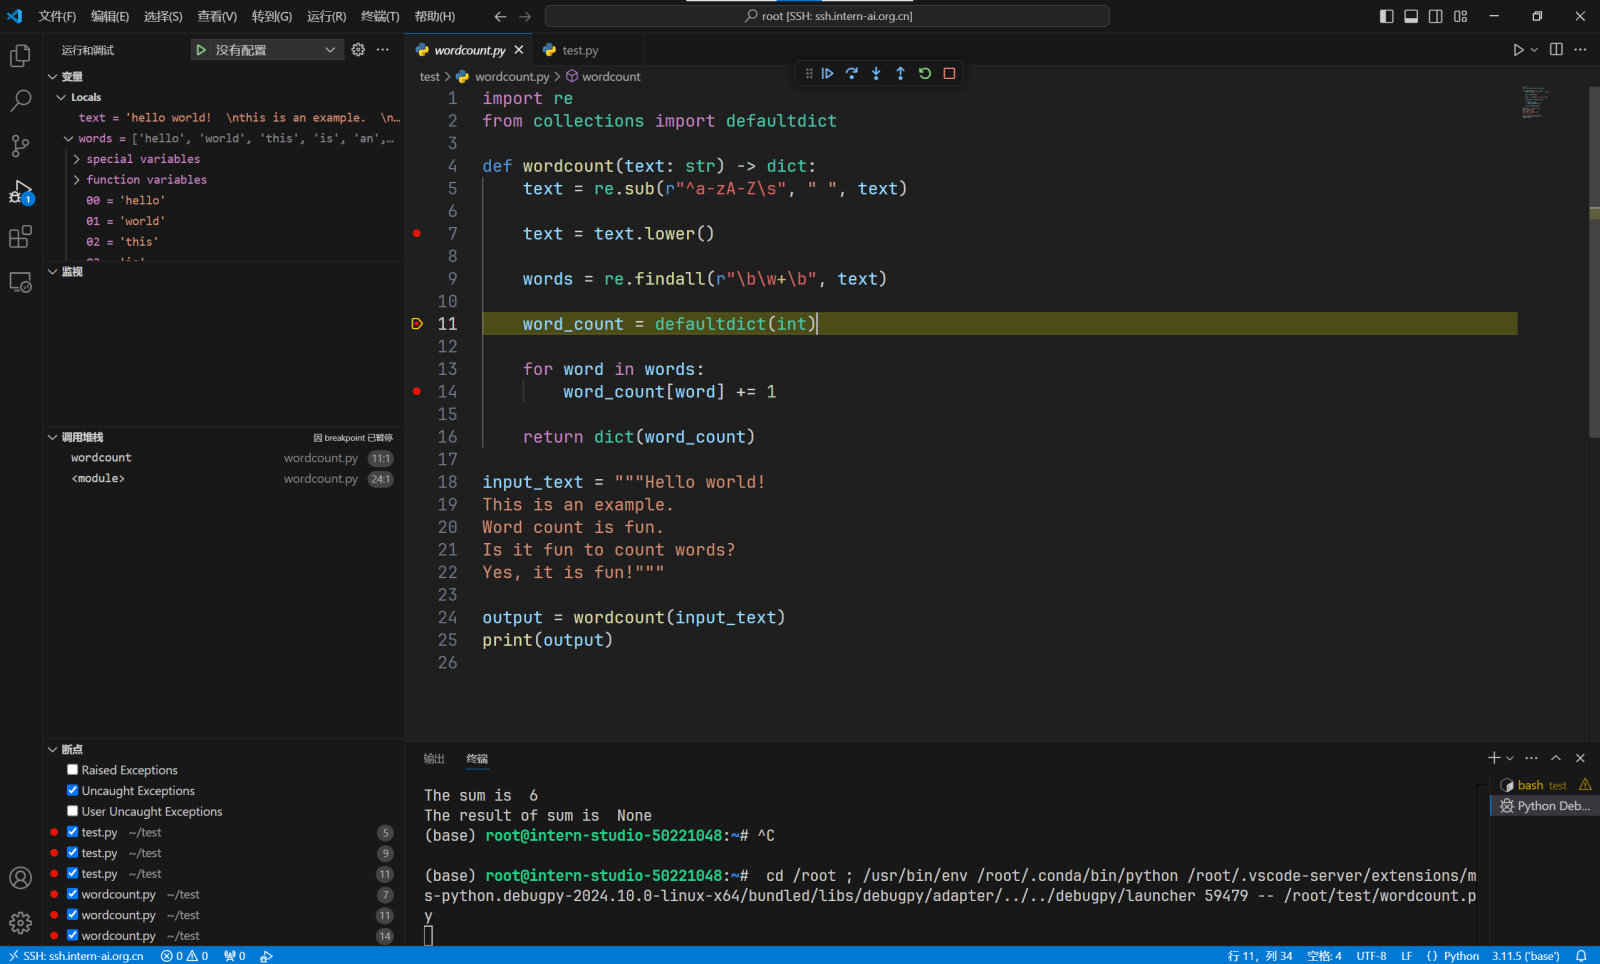 文件(F) 编辑(E) 选择(S) 查看(V) 转到(G) 运行(R) 终端(T) 帮助(H) root [SSH: ssh.intern-ai.org.cn]
运行和调试 没有配置
变量
Locals
text = 'hello world!  \nthis is an example.  \n…
words = ['hello', 'world', 'this', 'is', 'an',…
special variables
function variables
00 = 'hello'
01 = 'world'
02 = 'this'
监视
调用堆栈 因 breakpoint 已暂停
wordcount wordcount.py 11:1
<module> wordcount.py 24:1
断点
Raised Exceptions
Uncaught Exceptions
User Uncaught Exceptions
test.py ~/test 5
test.py ~/test 9
test.py ~/test 11
wordcount.py ~/test 7
wordcount.py ~/test 11
wordcount.py ~/test 14
wordcount.py test.py
test > wordcount.py > wordcount
1 import re
2 from collections import defaultdict
3
4 def wordcount(text: str) -> dict:
5     text = re.sub(r"^a-zA-Z\s", " ", text)
6
7     text = text.lower()
8
9     words = re.findall(r"\b\w+\b", text)
10
11     word_count = defaultdict(int)
12
13     for word in words:
14         word_count[word] += 1
15
16     return dict(word_count)
17
18 input_text = """Hello world!
19 This is an example.
20 Word count is fun.
21 Is it fun to count words?
22 Yes, it is fun!"""
23
24 output = wordcount(input_text)
25 print(output)
26
输出 终端
The sum is  6
The result of sum is  None
(base) root@intern-studio-50221048:~# ^C
(base) root@intern-studio-50221048:~#  cd /root ; /usr/bin/env /root/.conda/bin/python /root/.vscode-server/extensions/m
s-python.debugpy-2024.10.0-linux-x64/bundled/libs/debugpy/adapter/../../debugpy/launcher 59479 -- /root/test/wordcount.p
y
bash test
Python Deb...
SSH: ssh.intern-ai.org.cn 0 0 0 行 11, 列 34 空格: 4 UTF-8 LF {} Python 3.11.5 ('base')